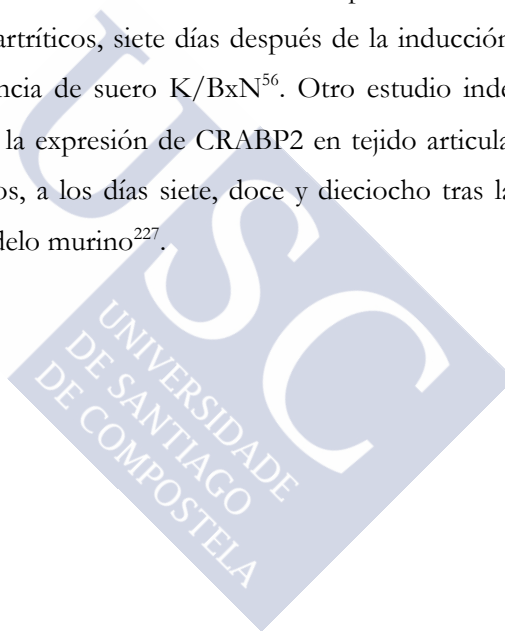 artríticos, siete días después de la inducción
ncia de suero K/BxN56. Otro estudio inde
la expresión de CRABP2 en tejido articula
os, a los días siete, doce y dieciocho tras la
delo murino227.
USC
UNIVERSIDADE
DE SANTIAGO
DE COMPOSTELA